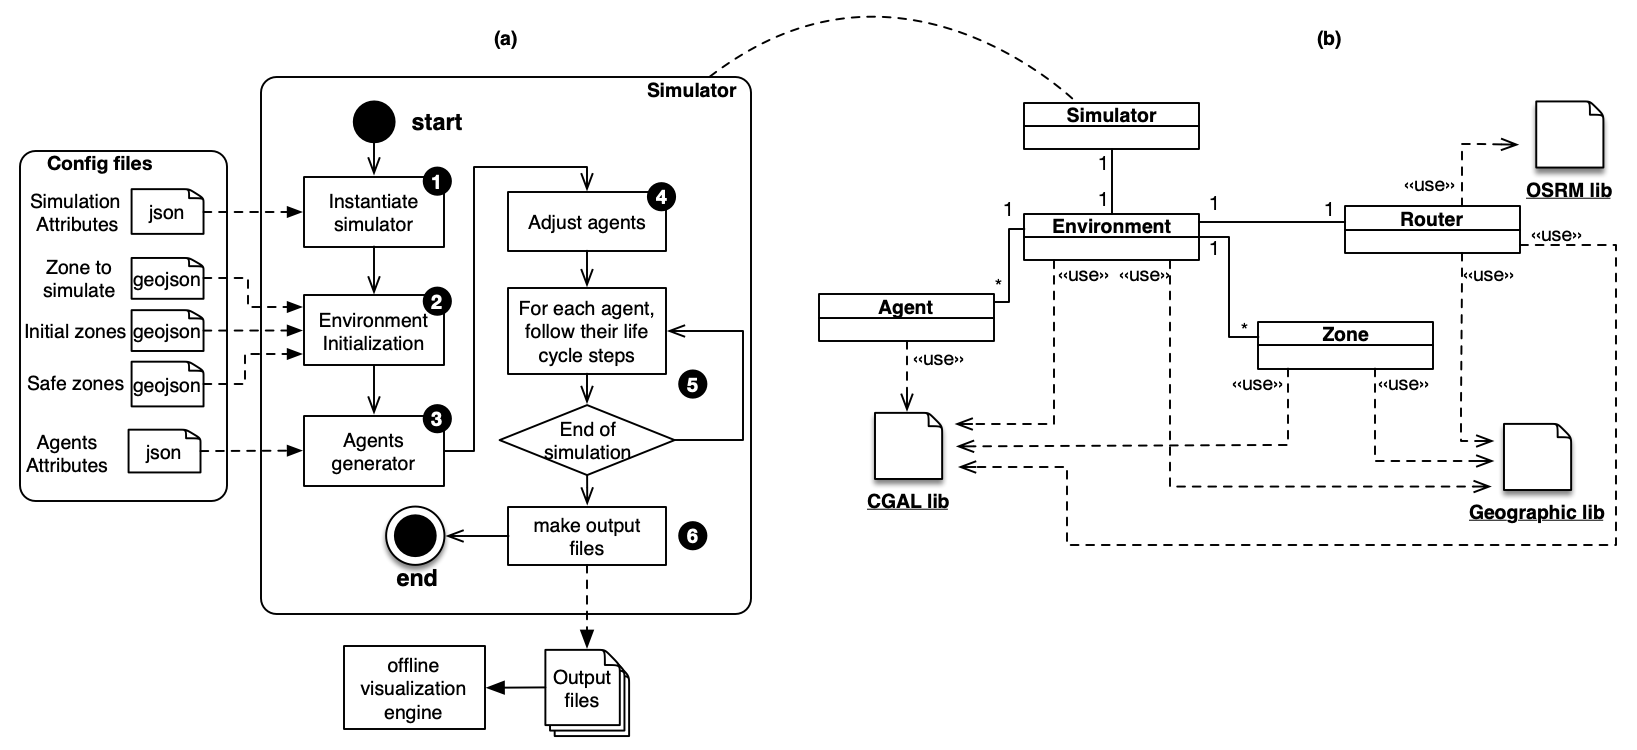 (a)
(b)
Simulator
start
Config files
Simulation
Attributes
json
Zone to
simulate
geojson
Initial zones
geojson
Safe zones
geojson
Agents
Attributes
json
1
Instantiate
simulator
2
Environment
Initialization
3
Agents
generator
4
Adjust agents
For each agent,
follow their life
cycle steps
5
End of
simulation
make output
files
6
end
Output
files
offline
visualization
engine
Simulator
1
1
Environment
1
*
1
1
1
*
Router
‹‹use››
OSRM lib
‹‹use››
‹‹use››
‹‹use››
‹‹use››
Agent
‹‹use››
Zone
‹‹use››
‹‹use››
CGAL lib
Geographic lib